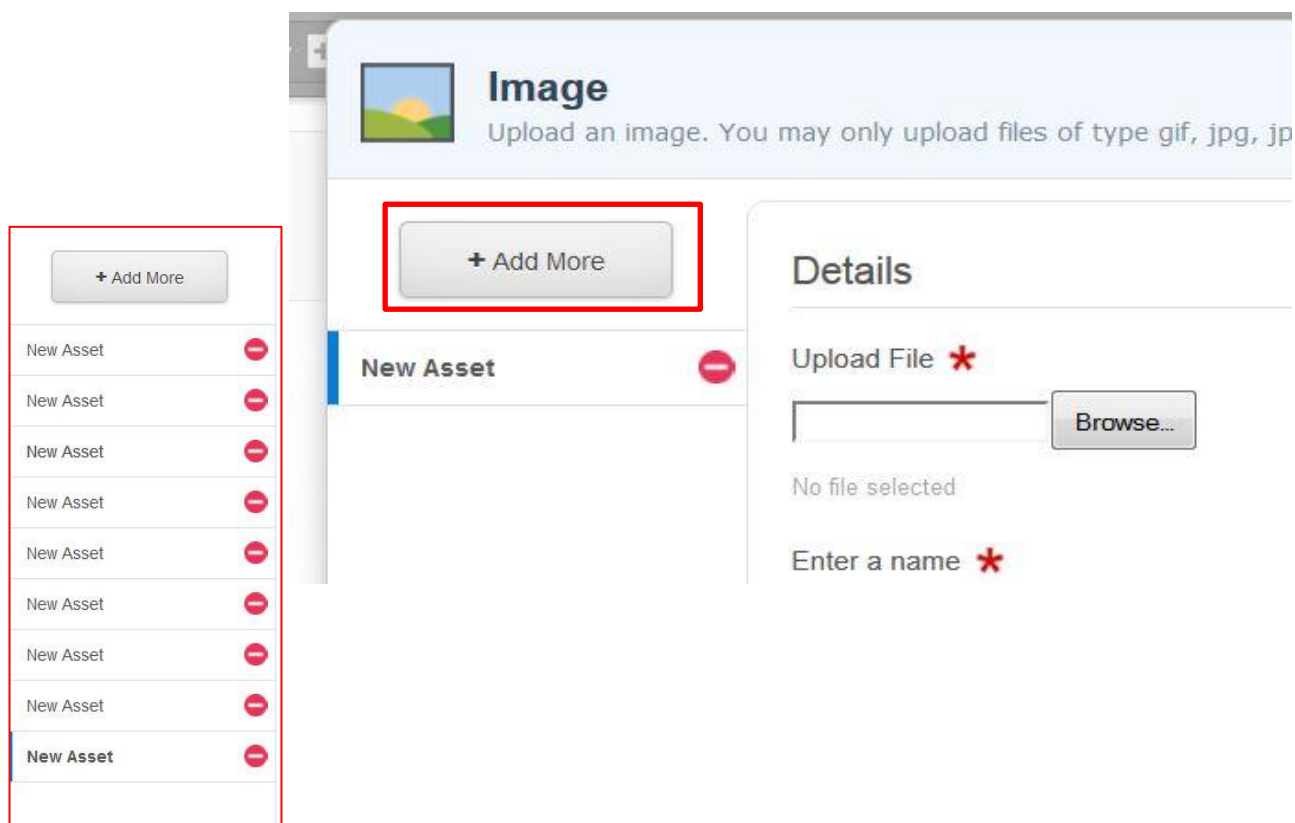 Image
Upload an image. You may only upload files of type gif, jpg, jp
+ Add More
New Asset
Details
Upload File *
Browse...
No file selected
Enter a name *
+ Add More
New Asset
New Asset
New Asset
New Asset
New Asset
New Asset
New Asset
New Asset
New Asset